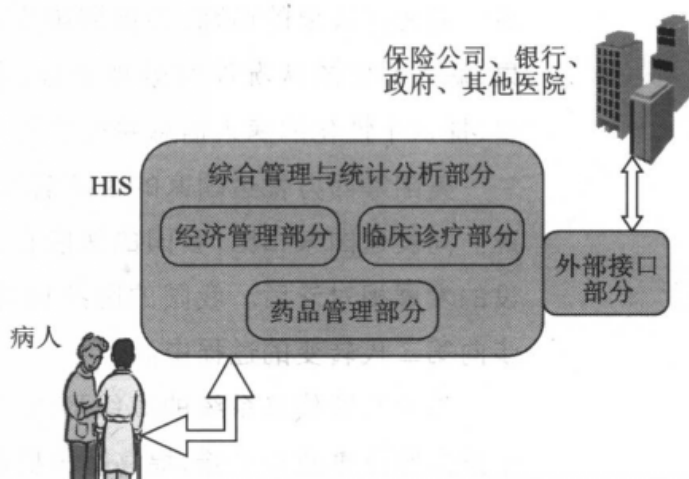 保险公司、银行、
政府、其他医院
HIS
综合管理与统计分析部分
经济管理部分
临床诊疗部分
药品管理部分
外部接口
部分
病人